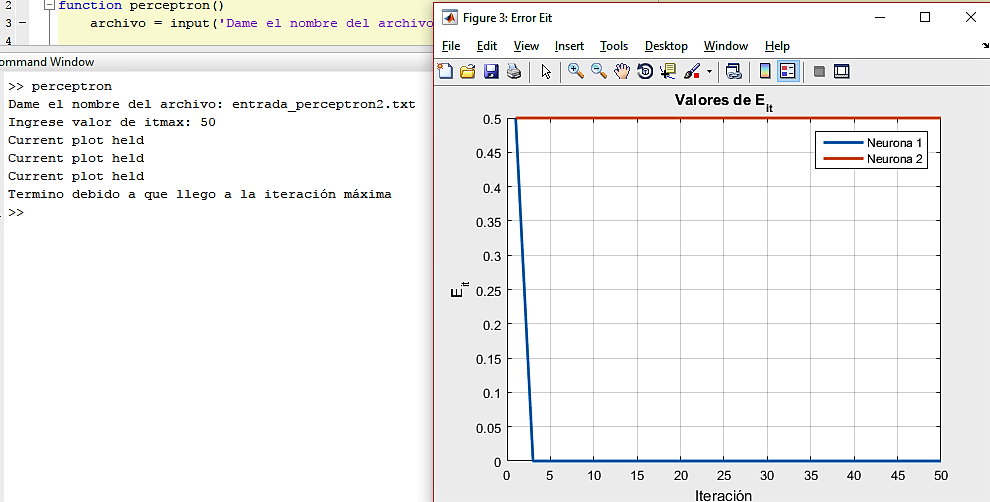 2
function perceptron()
3 –
archivo = input('Dame el nombre del archivo
4
ommand Window
>> perceptron
Dame el nombre del archivo: entrada_perceptron2.txt
Ingrese valor de itmax: 50
Current plot held
Current plot held
Current plot held
Termino debido a que llego a la iteración máxima
>>
Figure 3: Error Eit
File Edit View Insert Tools Desktop Window Help
Valores de E_it
Neurona 1
Neurona 2
0.5
0.45
0.4
0.35
0.3
0.25
0.2
0.15
0.1
0.05
0
E_it
0 5 10 15 20 25 30 35 40 45 50
Iteración